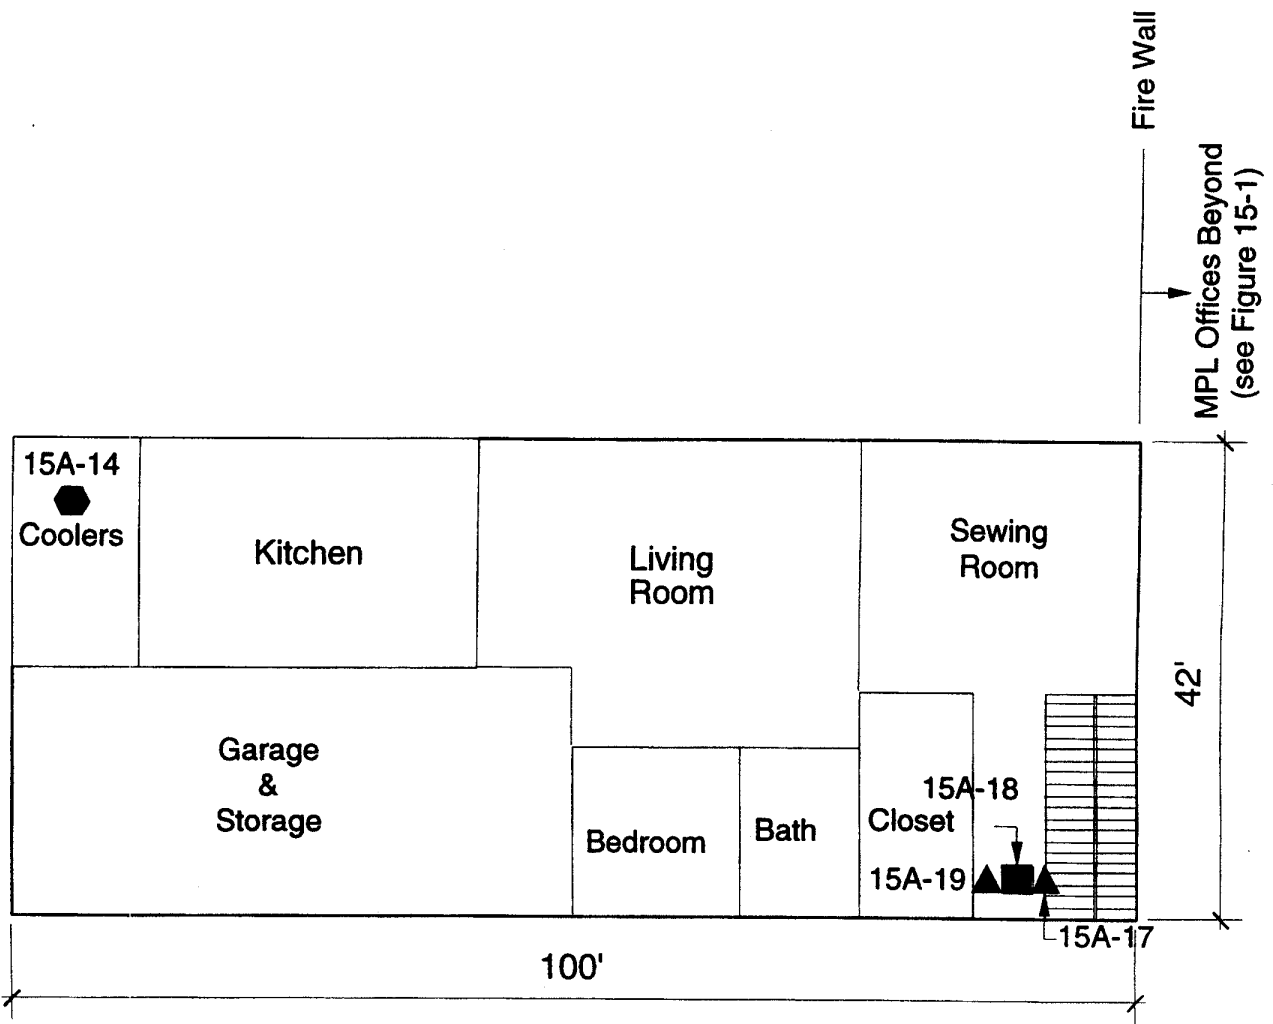 Fire Wall
MPL Offices Beyond
(see Figure 15-1)
15A-14
Coolers
Kitchen
Living
Room
Sewing
Room
42'
Garage
&
Storage
Bedroom
Bath
15A-18
Closet
15A-19
15A-17
100'